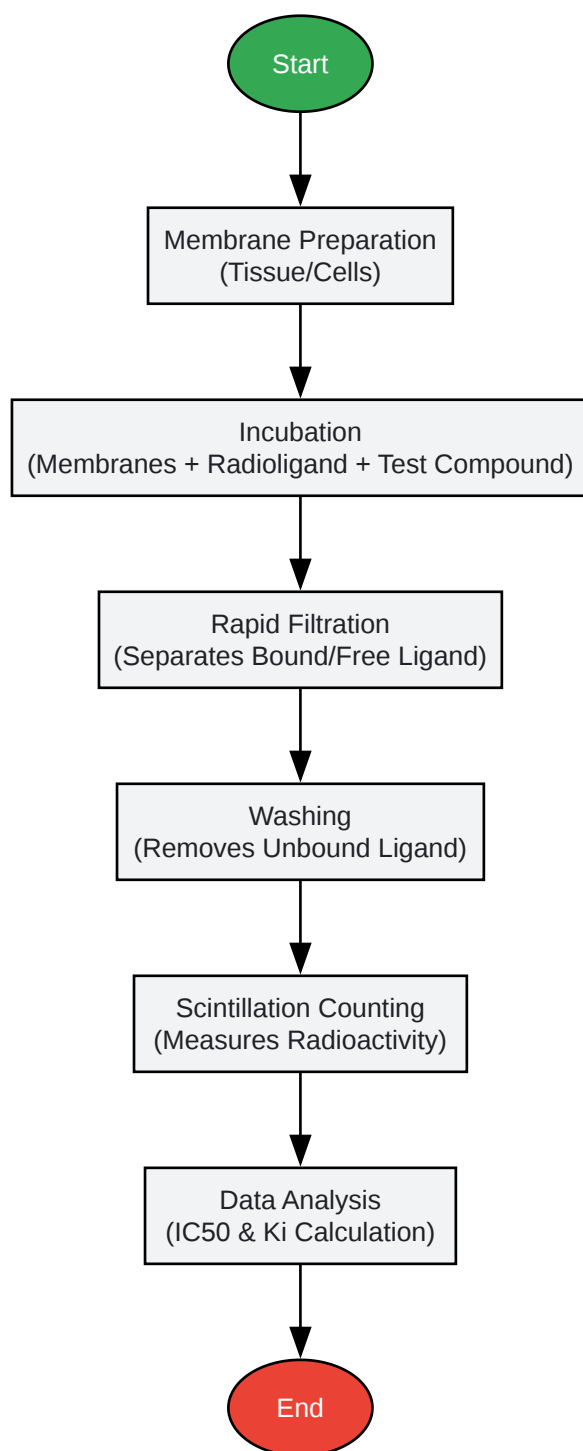 Start
Membrane Preparation
(Tissue/Cells)
Incubation
(Membranes + Radioligand + Test Compound)
Rapid Filtration
(Separates Bound/Free Ligand)
Washing
(Removes Unbound Ligand)
Scintillation Counting
(Measures Radioactivity)
Data Analysis
(IC50 & Ki Calculation)
End